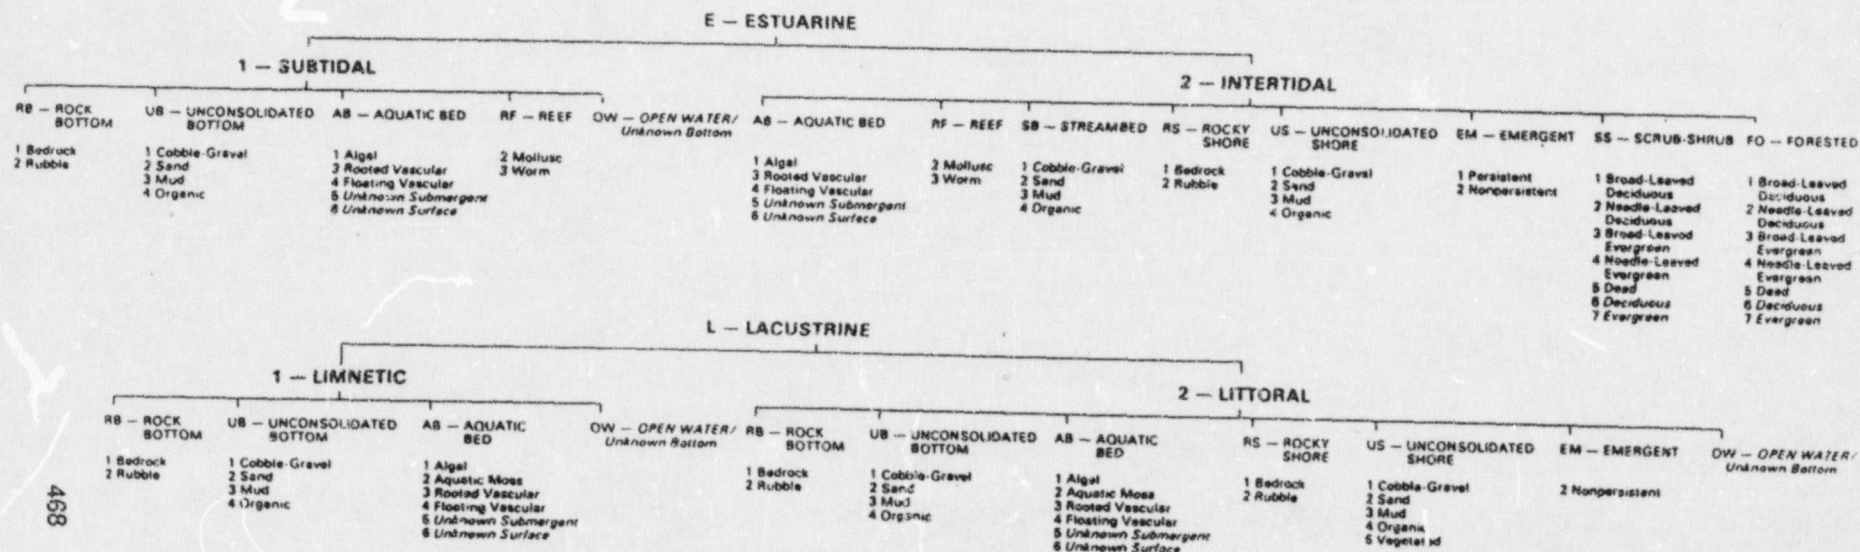 E — ESTUARINE
1 — SUBTIDAL
2 — INTERTIDAL
RB — ROCK
BOTTOM
1 Bedrock
2 Rubble
UB — UNCONSOLIDATED
BOTTOM
1 Cobble-Gravel
2 Sand
3 Mud
4 Organic
AB — AQUATIC BED
1 Algal
3 Rooted Vascular
4 Floating Vascular
5 Unknown Submergent
6 Unknown Surface
RF — REEF
2 Mollusc
3 Worm
OW — OPEN WATER/
Unknown Bottom
AB — AQUATIC BED
1 Algal
3 Rooted Vascular
4 Floating Vascular
5 Unknown Submergent
6 Unknown Surface
RF — REEF
2 Mollusc
3 Worm
SB — STREAMBED
1 Cobble-Gravel
2 Sand
3 Mud
4 Organic
RS — ROCKY
SHORE
1 Bedrock
2 Rubble
US — UNCONSOLIDATED
SHORE
1 Cobble-Gravel
2 Sand
3 Mud
4 Organic
EM — EMERGENT
1 Persistent
2 Nonpersistent
SS — SCRUB-SHRUB
1 Broad-Leaved
Deciduous
2 Needle-Leaved
Deciduous
3 Broad-Leaved
Evergreen
4 Needle-Leaved
Evergreen
5 Dead
6 Deciduous
7 Evergreen
FO — FORESTED
1 Broad-Leaved
Deciduous
2 Needle-Leaved
Deciduous
3 Broad-Leaved
Evergreen
4 Needle-Leaved
Evergreen
5 Dead
6 Deciduous
7 Evergreen
L — LACUSTRINE
1 — LIMNETIC
2 — LITTORAL
RB — ROCK
BOTTOM
1 Bedrock
2 Rubble
UB — UNCONSOLIDATED
BOTTOM
1 Cobble-Gravel
2 Sand
3 Mud
4 Organic
AB — AQUATIC
BED
1 Algal
2 Aquatic Moss
3 Rooted Vascular
4 Floating Vascular
5 Unknown Submergent
6 Unknown Surface
OW — OPEN WATER/
Unknown Bottom
RB — ROCK
BOTTOM
1 Bedrock
2 Rubble
UB — UNCONSOLIDATED
BOTTOM
1 Cobble-Gravel
2 Sand
3 Mud
4 Organic
AB — AQUATIC
BED
1 Algal
2 Aquatic Moss
3 Rooted Vascular
4 Floating Vascular
5 Unknown Submergent
6 Unknown Surface
RS — ROCKY
SHORE
1 Bedrock
2 Rubble
US — UNCONSOLIDATED
SHORE
1 Cobble-Gravel
2 Sand
3 Mud
4 Organic
5 Vegetated
EM — EMERGENT
2 Nonpersistent
OW — OPEN WATER/
Unknown Bottom
468